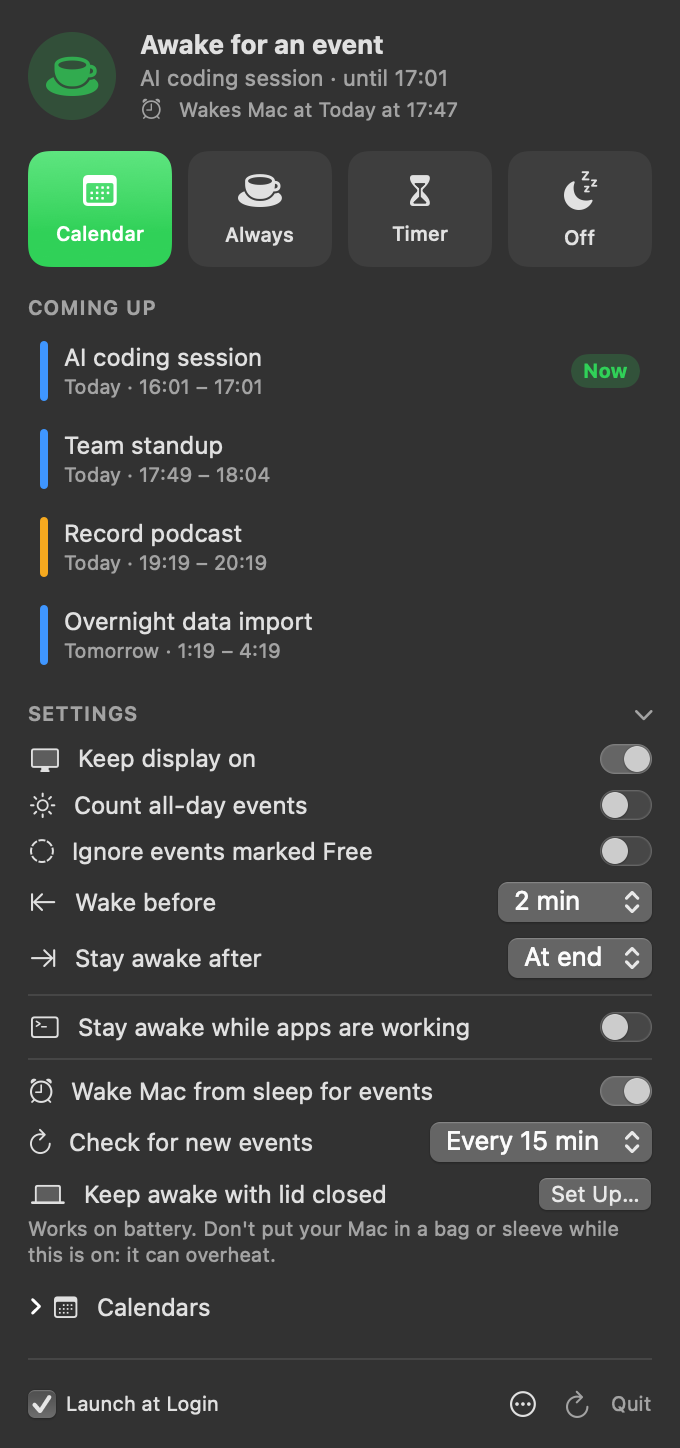 Awake for an event
AI coding session · until 17:01
Wakes Mac at Today at 17:47
Calendar
Always
Timer
Off
COMING UP
AI coding session
Today · 16:01 – 17:01
Now
Team standup
Today · 17:49 – 18:04
Record podcast
Today · 19:19 – 20:19
Overnight data import
Tomorrow · 1:19 – 4:19
SETTINGS
Keep display on
Count all-day events
Ignore events marked Free
Wake before
2 min
Stay awake after
At end
Stay awake while apps are working
Wake Mac from sleep for events
Check for new events
Every 15 min
Keep awake with lid closed
Set Up...
Works on battery. Don't put your Mac in a bag or sleeve while
this is on: it can overheat.
Calendars
Launch at Login
Quit